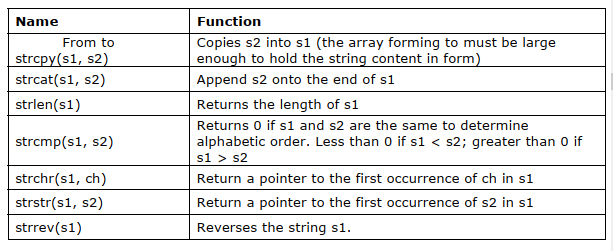 Name Function
From to
strcpy(s1, s2)
Copies s2 into s1 (the array forming to must be large
enough to hold the string content in form)
strcat(s1, s2) Append s2 onto the end of s1
strlen(s1) Returns the length of s1
strcmp(s1, s2)
Returns 0 if s1 and s2 are the same to determine
alphabetic order. Less than 0 if s1 < s2; greater than 0 if
s1 > s2
strchr(s1, ch) Return a pointer to the first occurrence of ch in s1
strstr(s1, s2) Return a pointer to the first occurrence of s2 in s1
strrev(s1) Reverses the string s1.